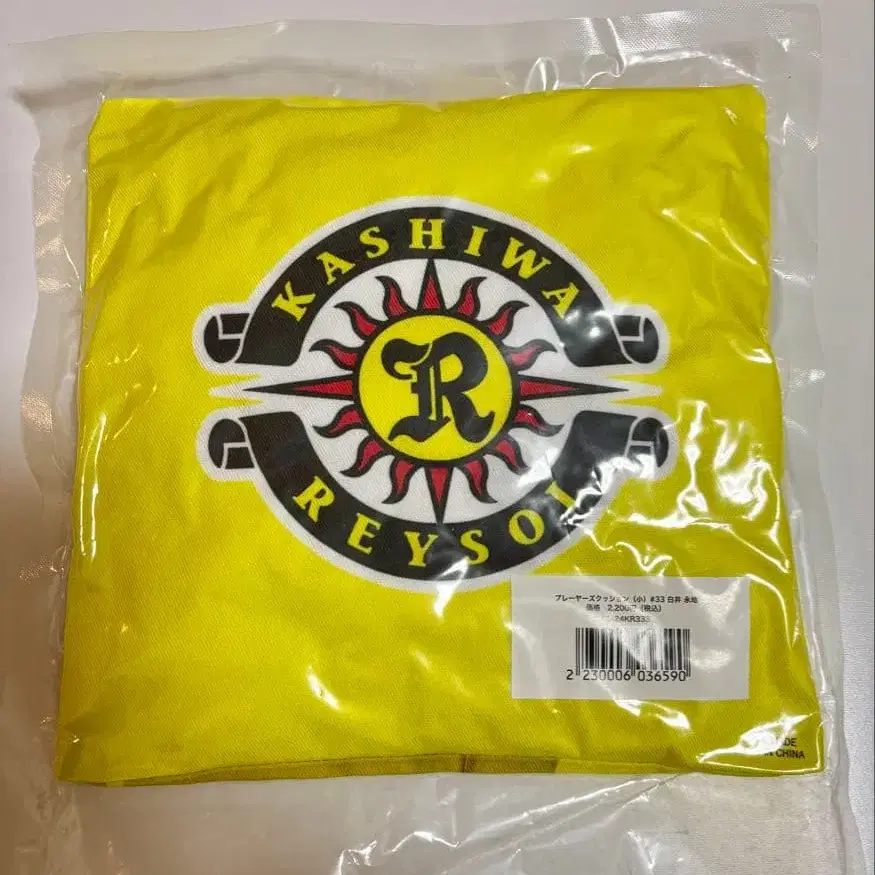 KASHIWA
R
REYSOL
プレーヤーズクッション（小）#33 白井 永地
価格 2,200円（税込）
24KR333
2 230006 036590
DE
CHINA